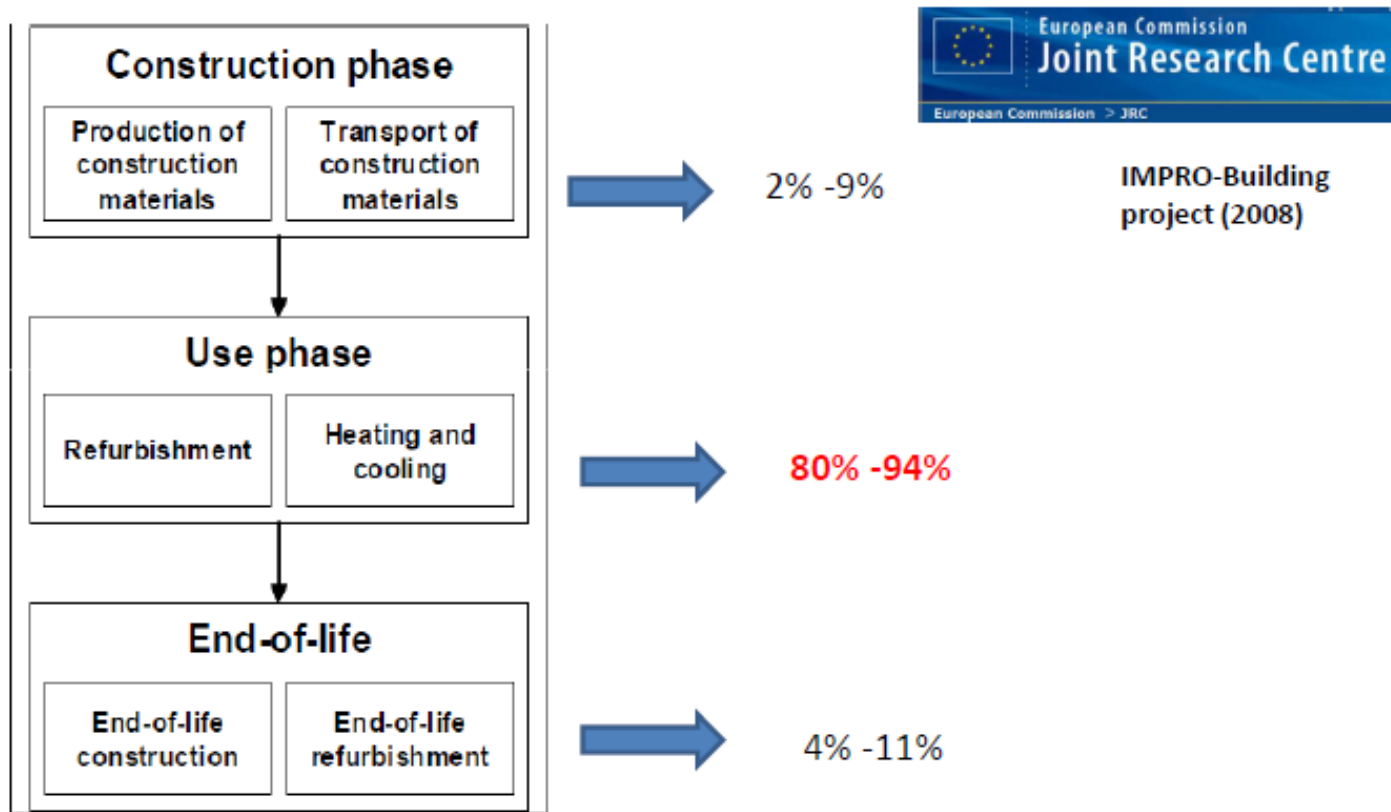 European Commission
Joint Research Centre
European Commission > JRC
Construction phase
Production of
construction
materials
Transport of
construction
materials
2% -9%
IMPRO-Building
project (2008)
Use phase
Refurbishment
Heating and
cooling
80% -94%
End-of-life
End-of-life
construction
End-of-life
refurbishment
4% -11%